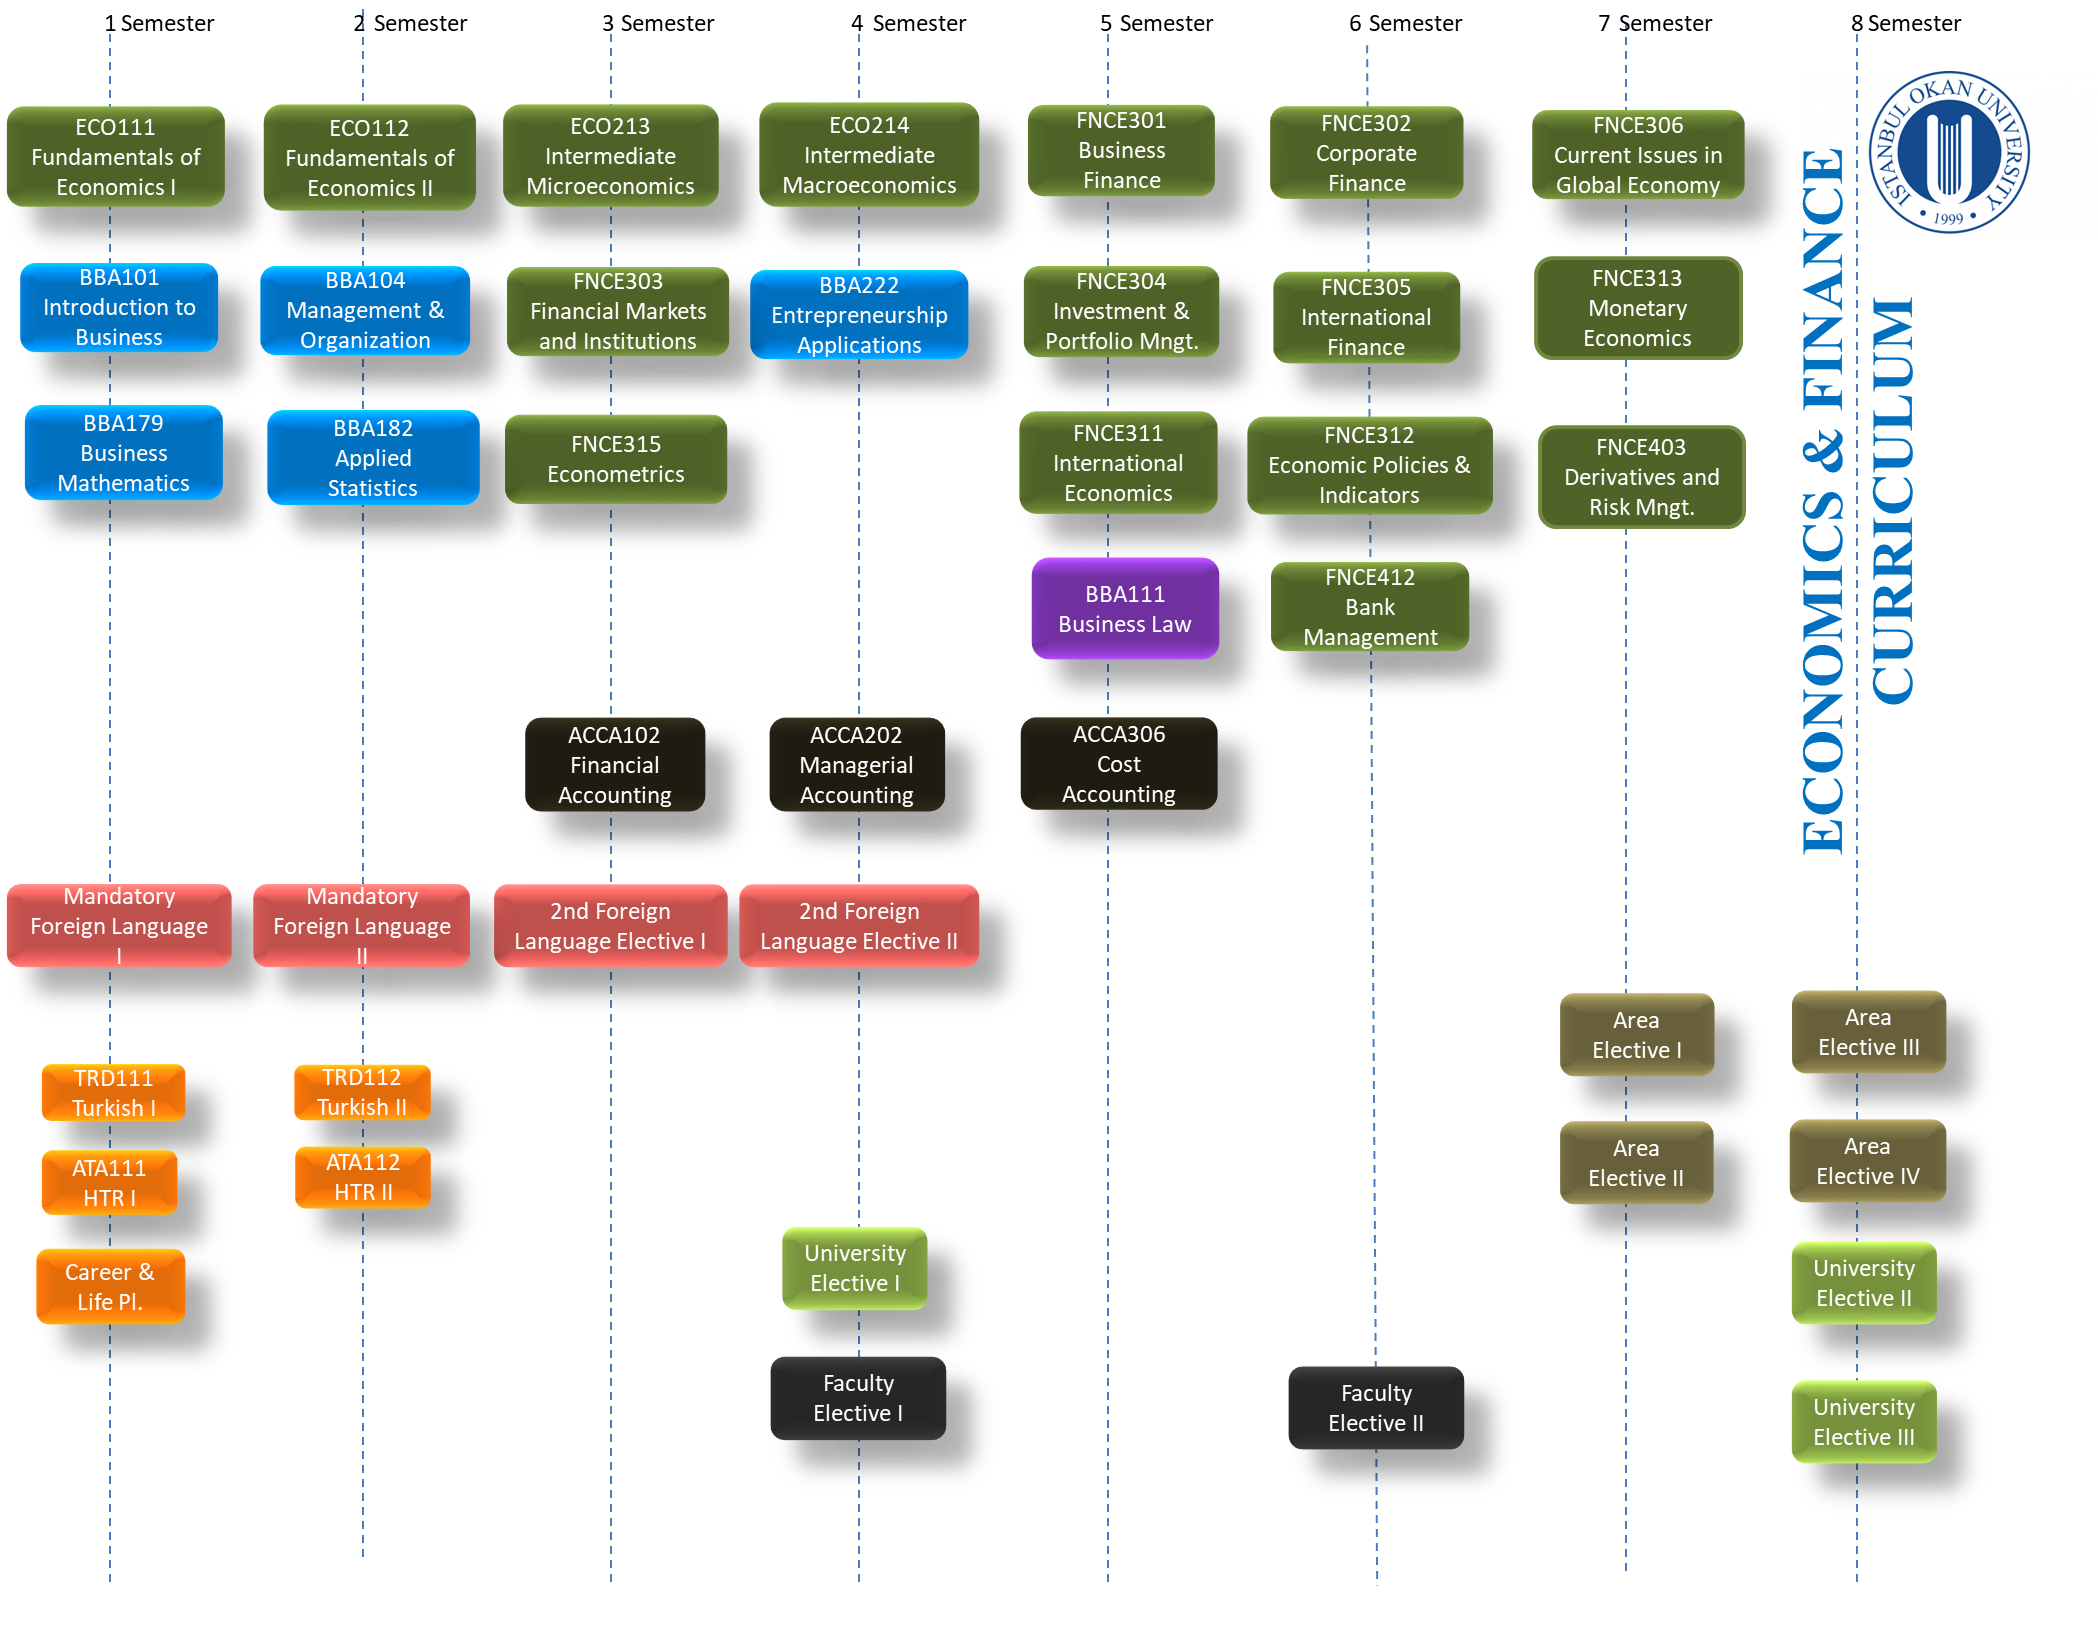 1 Semester
2 Semester
3 Semester
4 Semester
5 Semester
6 Semester
7 Semester
8 Semester
ECO111
Fundamentals of
Economics I
ECO112
Fundamentals of
Economics II
ECO213
Intermediate
Microeconomics
ECO214
Intermediate
Macroeconomics
FNCE301
Business
Finance
FNCE302
Corporate
Finance
FNCE306
Current Issues in
Global Economy
ISTANBUL OKAN UNIVERSITY
• 1999 •
ECONOMICS & FINANCE
CURRICULUM
BBA101
Introduction to
Business
BBA104
Management &
Organization
FNCE303
Financial Markets
and Institutions
BBA222
Entrepreneurship
Applications
FNCE304
Investment &
Portfolio Mngt.
FNCE305
International
Finance
FNCE313
Monetary
Economics
BBA179
Business
Mathematics
BBA182
Applied
Statistics
FNCE315
Econometrics
FNCE311
International
Economics
FNCE312
Economic Policies &
Indicators
FNCE403
Derivatives and
Risk Mngt.
BBA111
Business Law
FNCE412
Bank
Management
ACCA102
Financial
Accounting
ACCA202
Managerial
Accounting
ACCA306
Cost
Accounting
Mandatory
Foreign Language
I
Mandatory
Foreign Language
II
2nd Foreign
Language Elective I
2nd Foreign
Language Elective II
Area
Elective I
Area
Elective III
TRD111
Turkish I
TRD112
Turkish II
Area
Elective II
Area
Elective IV
ATA111
HTR I
ATA112
HTR II
Career &
Life Pl.
University
Elective I
University
Elective II
Faculty
Elective I
Faculty
Elective II
University
Elective III